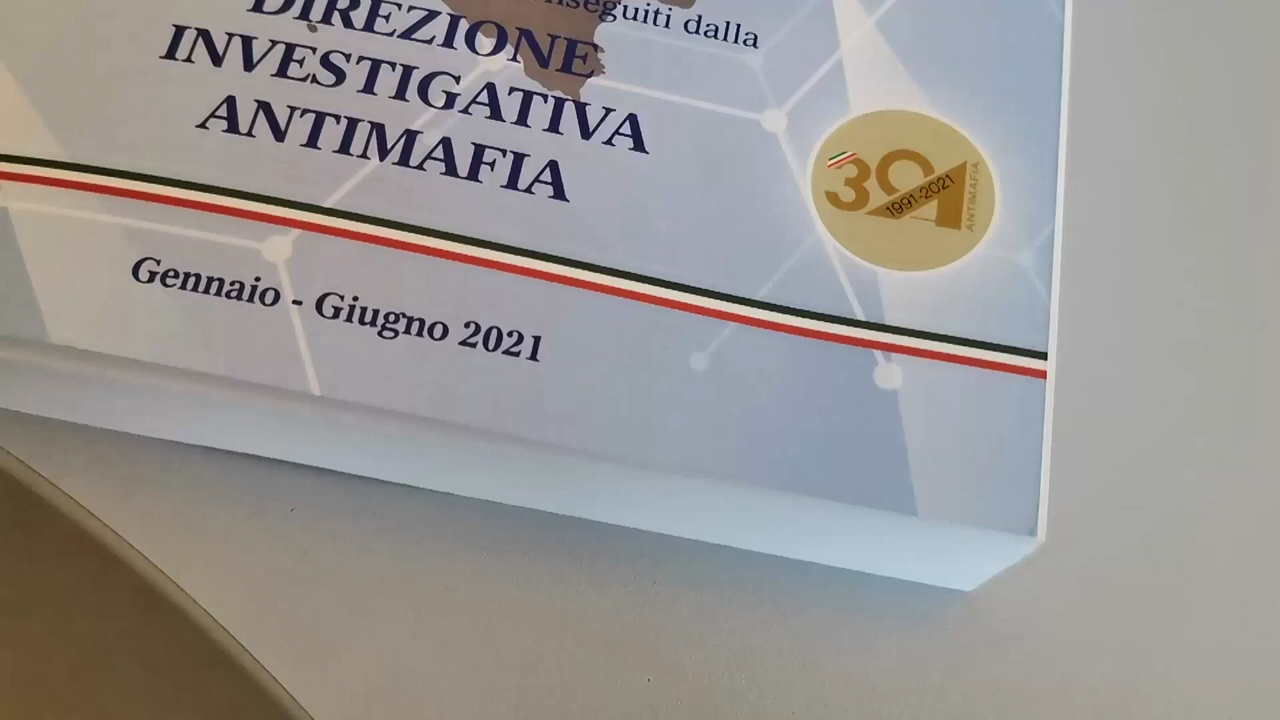 conseguiti dalla
DIREZIONE
INVESTIGATIVA
ANTIMAFIA
30
1991-2021
ANTIMAFIA
Gennaio - Giugno 2021